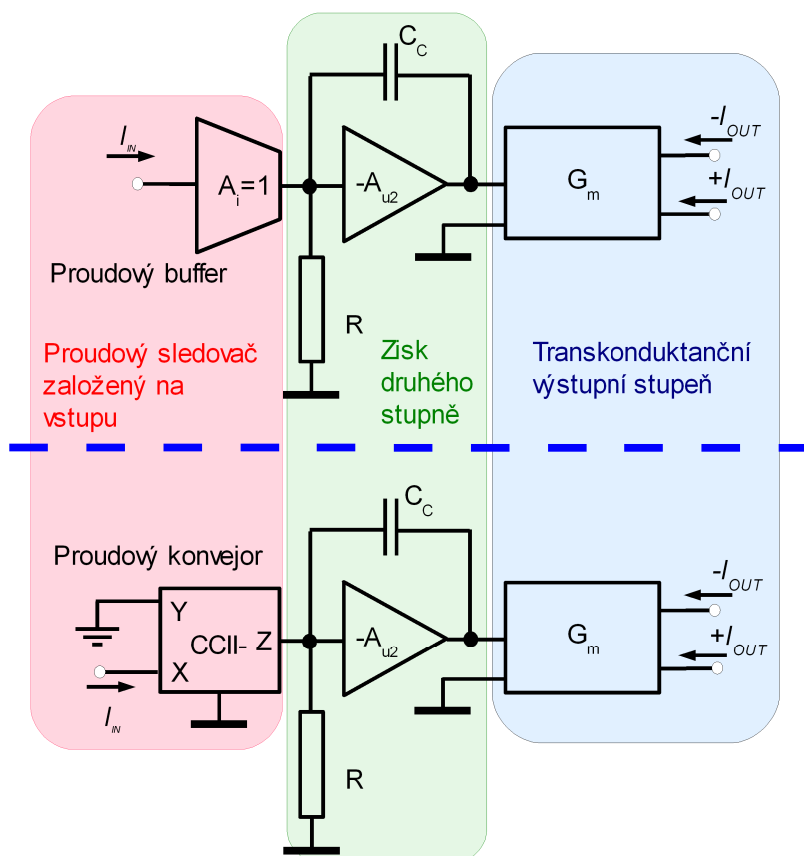 C_C
I_IN
A_i=1
-A_u2
G_m
-I_OUT
+I_OUT
Proudový buffer
R
Proudový sledovač
založený na
vstupu
Zisk
druhého
stupně
Transkonduktanční
výstupní stupeň
C_C
Proudový konvejor
Y
CCII-
Z
X
I_IN
-A_u2
G_m
-I_OUT
+I_OUT
R